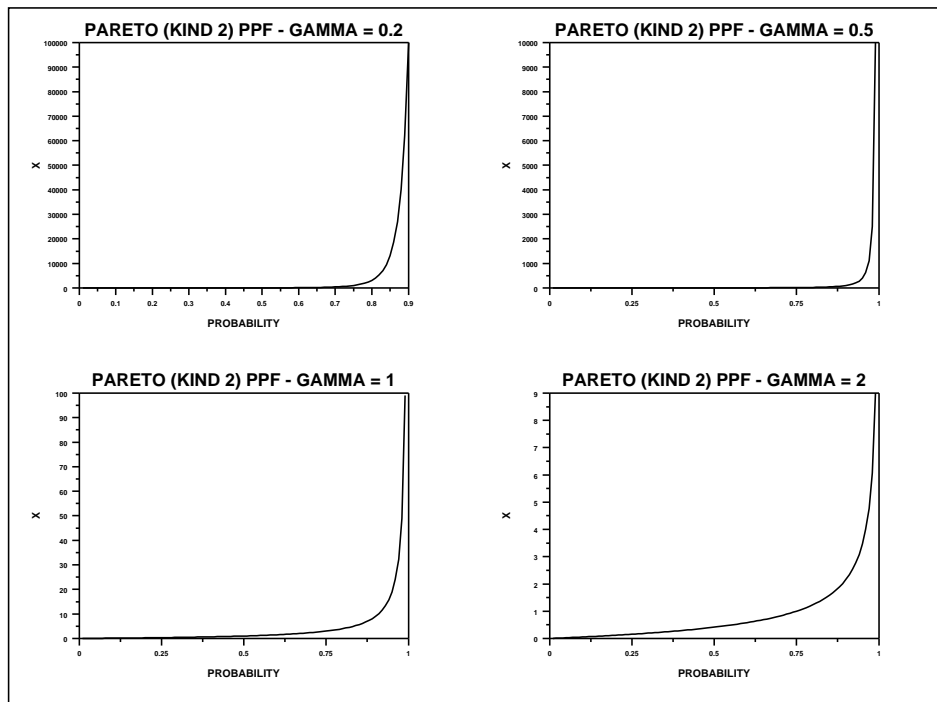 PARETO (KIND 2) PPF - GAMMA = 0.2
100000
90000
80000
70000
60000
50000
40000
30000
20000
10000
0
X
0 0.1 0.2 0.3 0.4 0.5 0.6 0.7 0.8 0.9
PROBABILITY
PARETO (KIND 2) PPF - GAMMA = 0.5
10000
9000
8000
7000
6000
5000
4000
3000
2000
1000
0
X
0 0.25 0.5 0.75 1
PROBABILITY
PARETO (KIND 2) PPF - GAMMA = 1
100
90
80
70
60
50
40
30
20
10
0
X
0 0.25 0.5 0.75 1
PROBABILITY
PARETO (KIND 2) PPF - GAMMA = 2
9
8
7
6
5
4
3
2
1
0
X
0 0.25 0.5 0.75 1
PROBABILITY